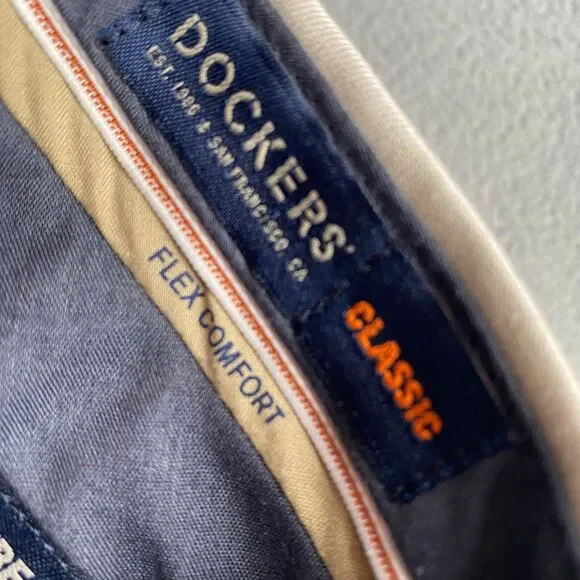 DOCKERS®
EST. 1986 & SAN FRANCISCO, CA
CLASSIC
FLEX COMFORT